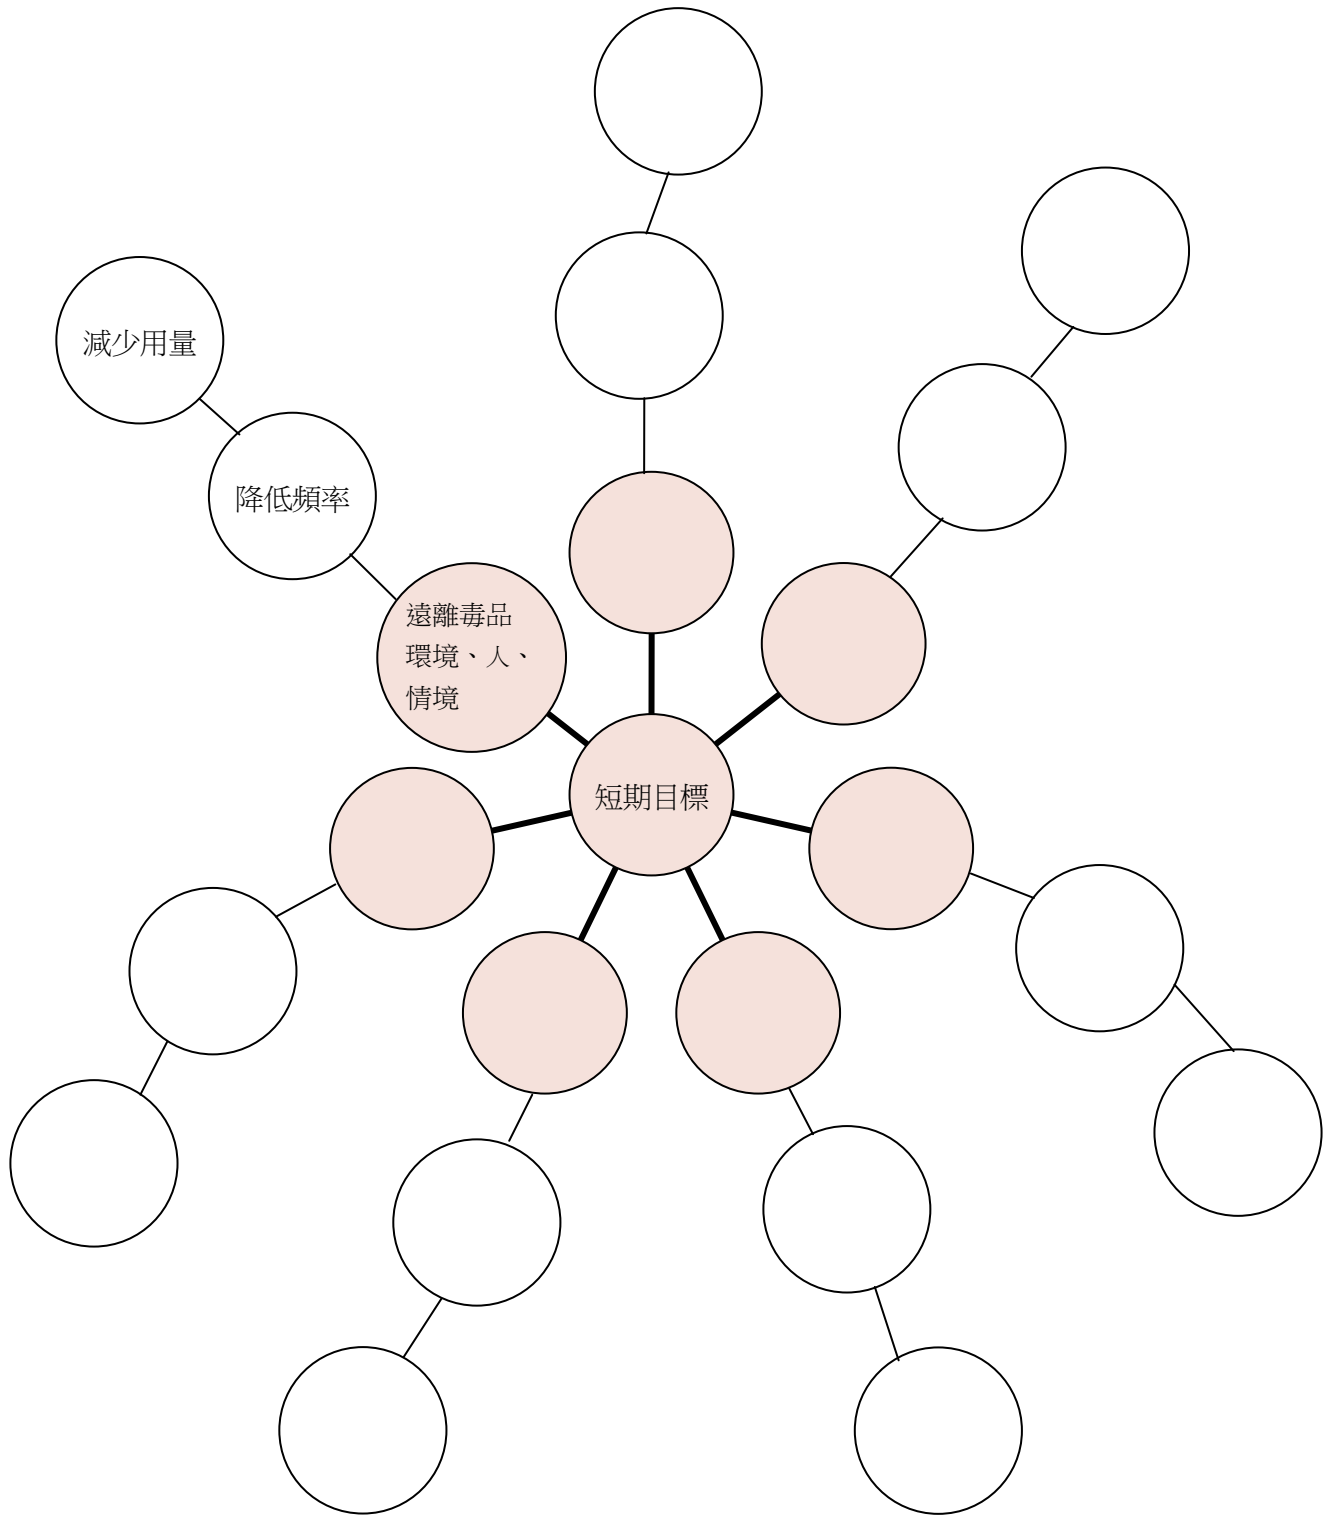 減少用量
降低頻率
遠離毒品
環境、人、
情境
短期目標